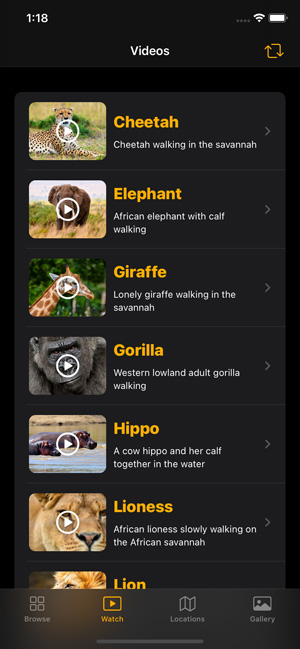 1:18
Videos
Cheetah
Cheetah walking in the savannah
Elephant
African elephant with calf
walking
Giraffe
Lonely giraffe walking in the
savannah
Gorilla
Western lowland adult gorilla
walking
Hippo
A cow hippo and her calf
together in the water
Lioness
African lioness slowly walking on
the African savannah
Lion
Browse
Watch
Locations
Gallery